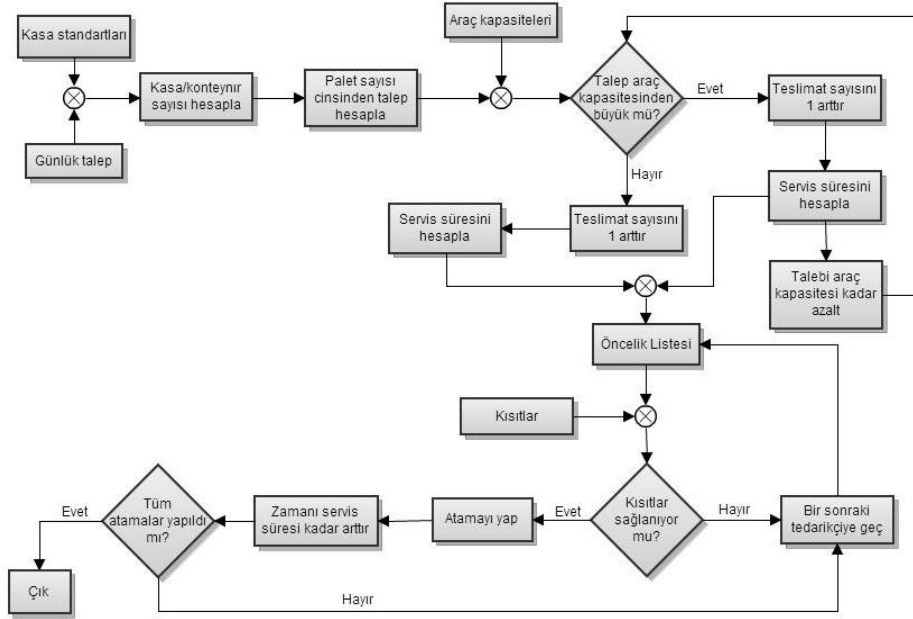 Kasa standartları
Araç kapasiteleri
Kasa/konteynır
sayısı hesapla
Palet sayısı
cinsinden talep
hesapla
Talep araç
kapasitesinden
büyük mü?
Evet
Teslimat sayısını
1 arttır
Günlük talep
Hayır
Servis süresini
hesapla
Servis süresini
hesapla
Teslimat sayısını
1 arttır
Talebi araç
kapasitesi kadar
azalt
Öncelik Listesi
Kısıtlar
Kısıtlar
sağlanıyor
mu?
Hayır
Bir sonraki
tedarikçiye geç
Evet
Atamayı yap
Zamanı servis
süresi kadar arttır
Tüm
atamalar yapıldı
mı?
Evet
Çık
Hayır